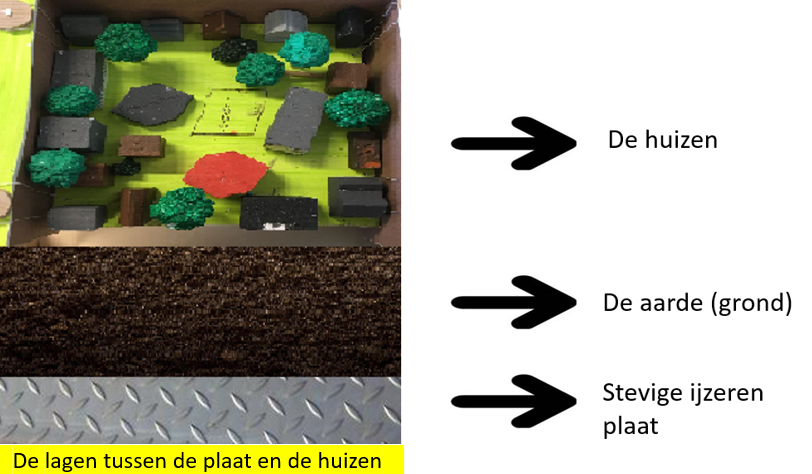 De huizen
De aarde (grond)
Stevige ijzeren
plaat
De lagen tussen de plaat en de huizen